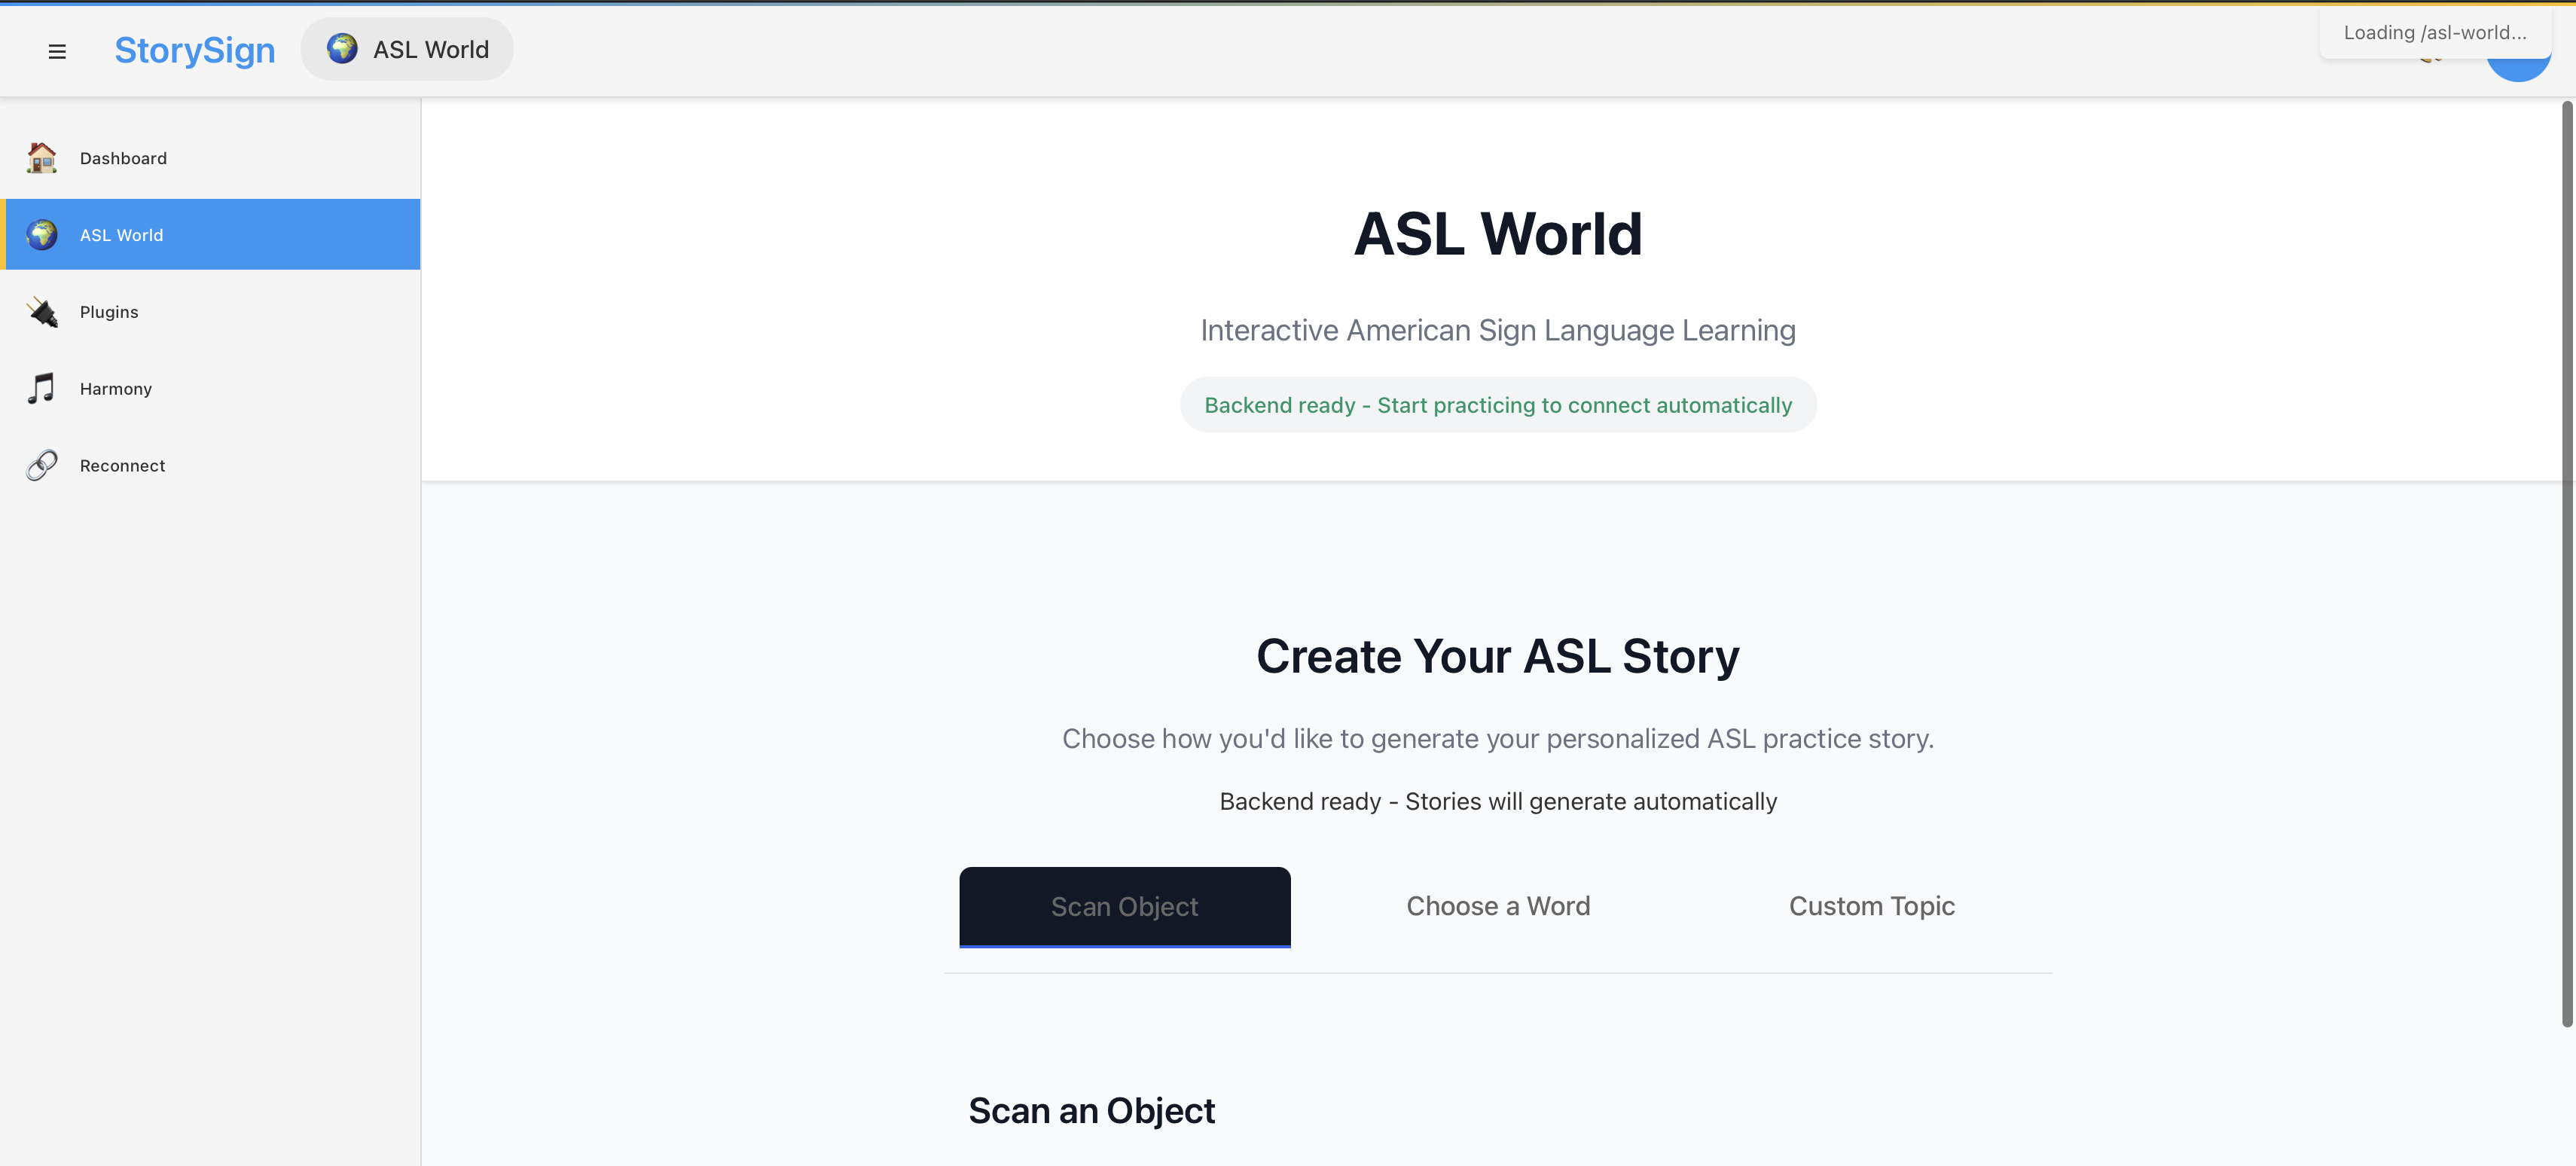 StorySign
ASL World
Loading /asl-world...
Dashboard
ASL World
Plugins
Harmony
Reconnect
ASL World
Interactive American Sign Language Learning
Backend ready - Start practicing to connect automatically
Create Your ASL Story
Choose how you'd like to generate your personalized ASL practice story.
Backend ready - Stories will generate automatically
Scan Object
Choose a Word
Custom Topic
Scan an Object